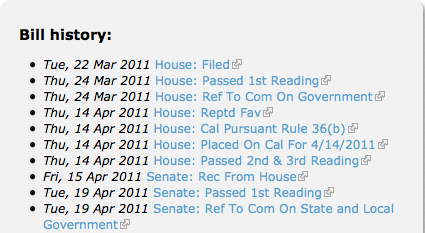 Bill history:
Tue, 22 Mar 2011 House: Filed
Thu, 24 Mar 2011 House: Passed 1st Reading
Thu, 24 Mar 2011 House: Ref To Com On Government
Thu, 14 Apr 2011 House: Reptd Fav
Thu, 14 Apr 2011 House: Cal Pursuant Rule 36(b)
Thu, 14 Apr 2011 House: Placed On Cal For 4/14/2011
Thu, 14 Apr 2011 House: Passed 2nd & 3rd Reading
Fri, 15 Apr 2011 Senate: Rec From House
Tue, 19 Apr 2011 Senate: Passed 1st Reading
Tue, 19 Apr 2011 Senate: Ref To Com On State and Local
Government